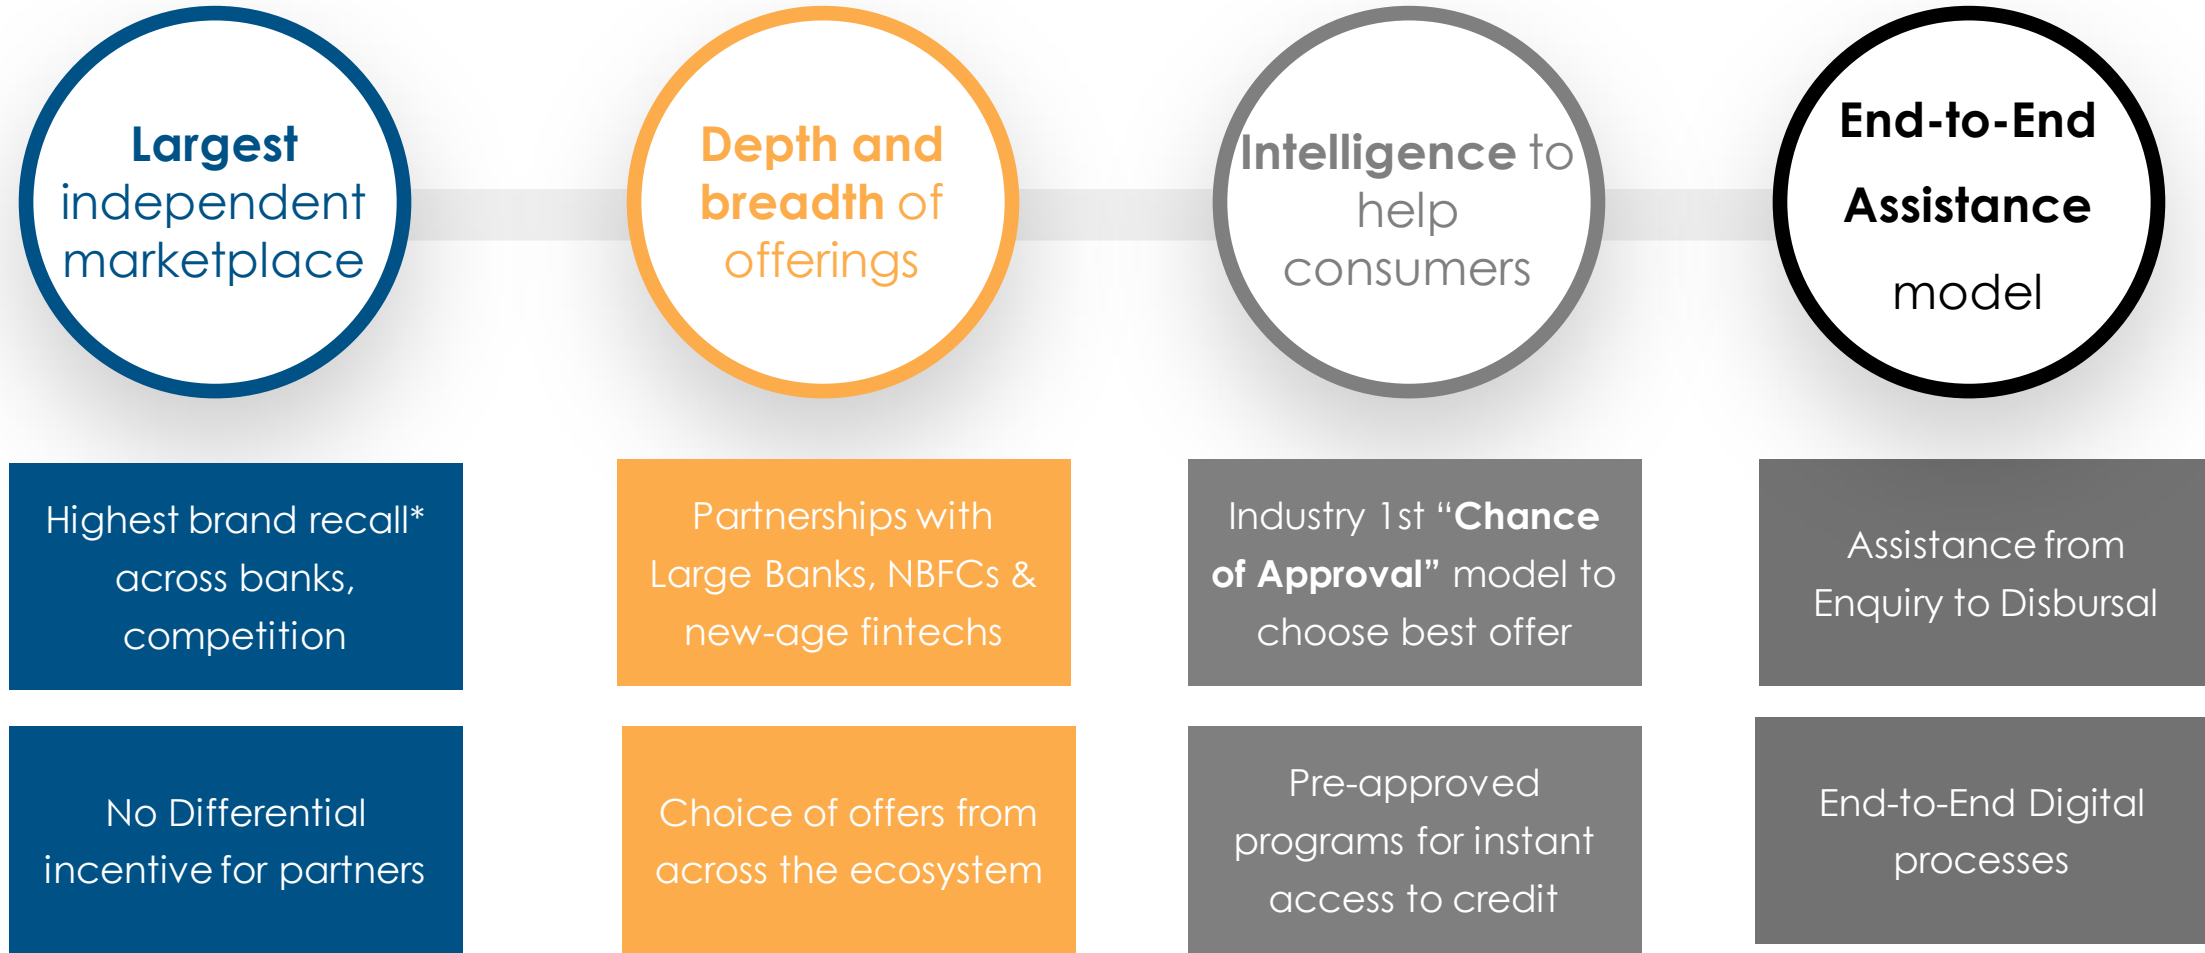 Largest
independent
marketplace
Depth and
breadth of
offerings
Intelligence to
help
consumers
End-to-End
Assistance
model
Highest brand recall*
across banks,
competition
Partnerships with
Large Banks, NBFCs &
new-age fintechs
Industry 1st “Chance
of Approval” model to
choose best offer
Assistance from
Enquiry to Disbursal
No Differential
incentive for partners
Choice of offers from
across the ecosystem
Pre-approved
programs for instant
access to credit
End-to-End Digital
processes